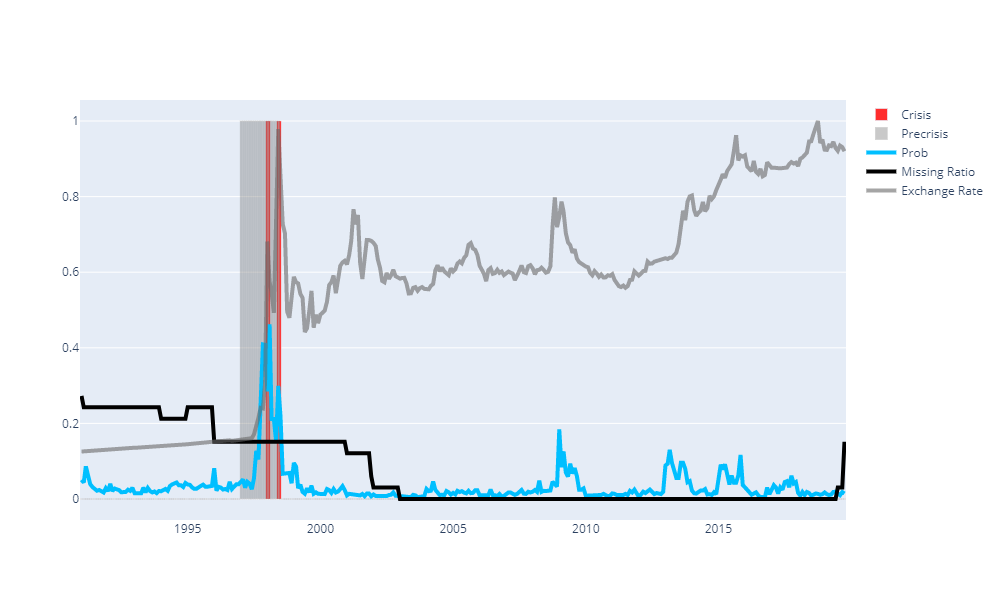 1
0.8
0.6
0.4
0.2
0
1995
2000
2005
2010
2015
Crisis
Precrisis
Prob
Missing Ratio
Exchange Rate